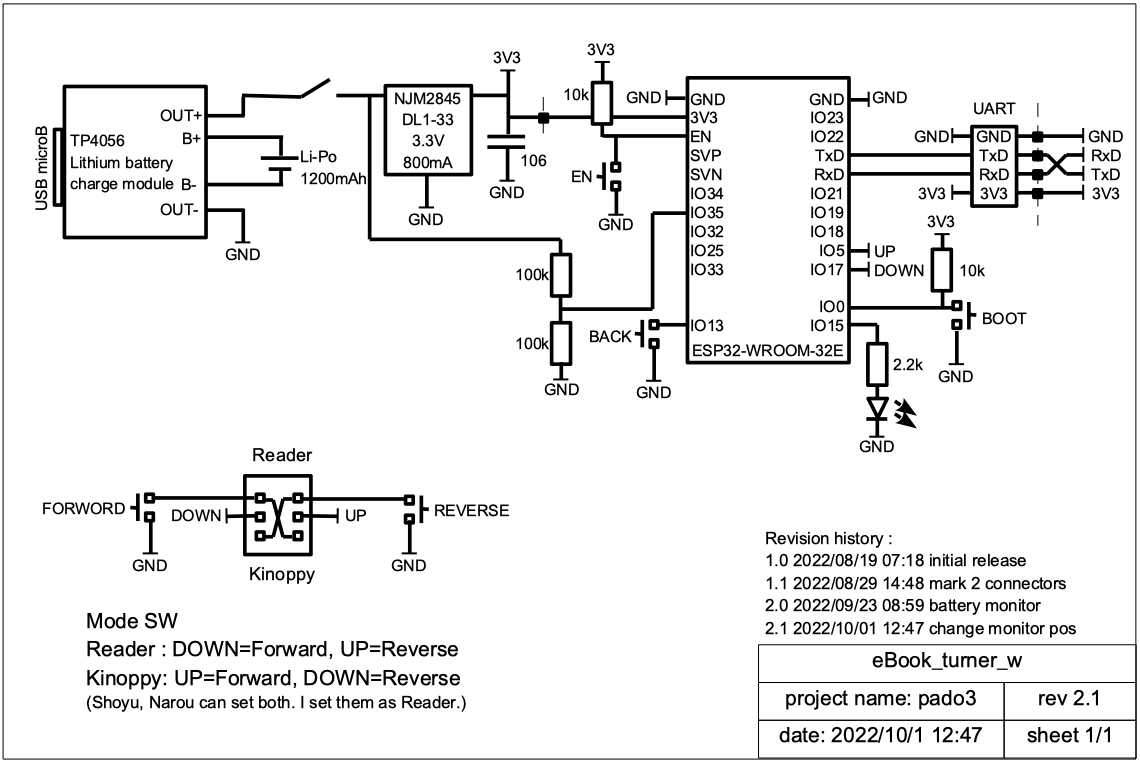 3V3
3V3
10k
NJM2845
DL1-33
3.3V
800mA
106
GND
GND
OUT+
B+
B-
OUT-
TP4056
Lithium battery
charge module
USB microB
Li-Po
1200mAh
GND
EN
GND
GND
GND
3V3
EN
SVP
SVN
IO34
IO35
IO32
IO25
IO33
IO13
GND
IO23
IO22
TxD
RxD
IO21
IO19
IO18
IO5
IO17
IO0
IO15
ESP32-WROOM-32E
GND
UART
GND
GND
GND
TxD
RxD
RxD
TxD
3V3
3V3
3V3
UP
DOWN
3V3
10k
BOOT
GND
2.2k
GND
100k
100k
GND
BACK
GND
Reader
FORWORD
DOWN
UP
REVERSE
GND
GND
Kinoppy
Mode SW
Reader : DOWN=Forward, UP=Reverse
Kinoppy: UP=Forward, DOWN=Reverse
(Shoyu, Narou can set both. I set them as Reader.)
Revision history :
1.0 2022/08/19 07:18 initial release
1.1 2022/08/29 14:48 mark 2 connectors
2.0 2022/09/23 08:59 battery monitor
2.1 2022/10/01 12:47 change monitor pos
eBook_turner_w
project name: pado3
rev 2.1
date: 2022/10/1 12:47
sheet 1/1